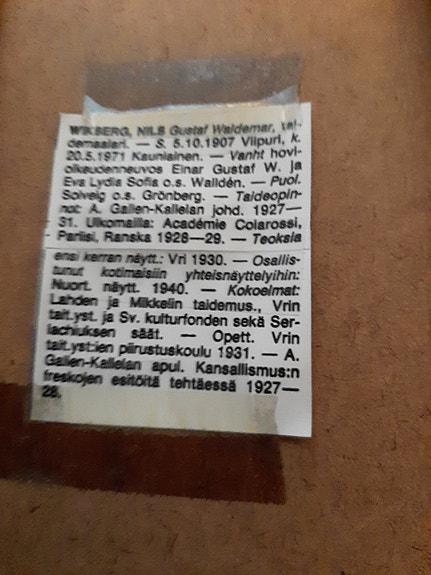 WIKSBERG, NILS Gustaf Waldemar, tai-
demaalari. — S. 5.10.1907 Viipuri, k.
20.5.1971 Kauniainen. — Vanht hovi-
oikeudenneuvos Einar Gustaf W. ja
Eva Lydia Sofia o.s. Walldén. — Puol.
Solveig o.s. Grönberg. — Taideopin-
not: A. Gallen-Kallelan johd. 1927—
31. Ulkomailla: Académie Colarossi,
Pariisi, Ranska 1928—29. — Teoksia
ensi kerran näytt.: Vri 1930. — Osallis-
tunut kotimaisiin yhteisnäyttelyihin:
Nuort. näytt. 1940. — Kokoelmat:
Lahden ja Mikkelin taidemus., Vrin
tait.yst. ja Sv. kulturfonden sekä Ser-
lachiuksen säät. — Opett. Vrin
tait.yst:ien piirustuskoulu 1931. — A.
Gallen-Kallelan apul. Kansallismus:n
freskojen esitöitä tehtäessä 1927—
28.